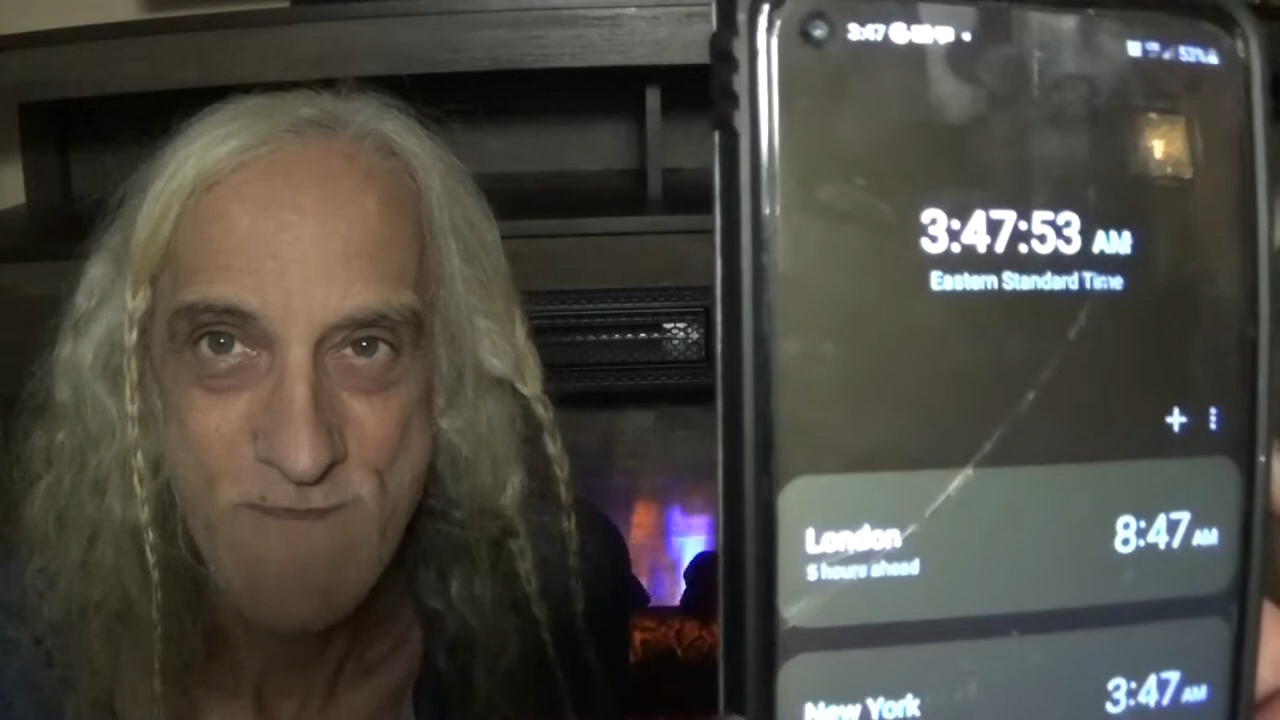 3:47
53%
3:47:53 AM
Eastern Standard Time
+
London
8:47 AM
5 hours ahead
New York
3:47 AM